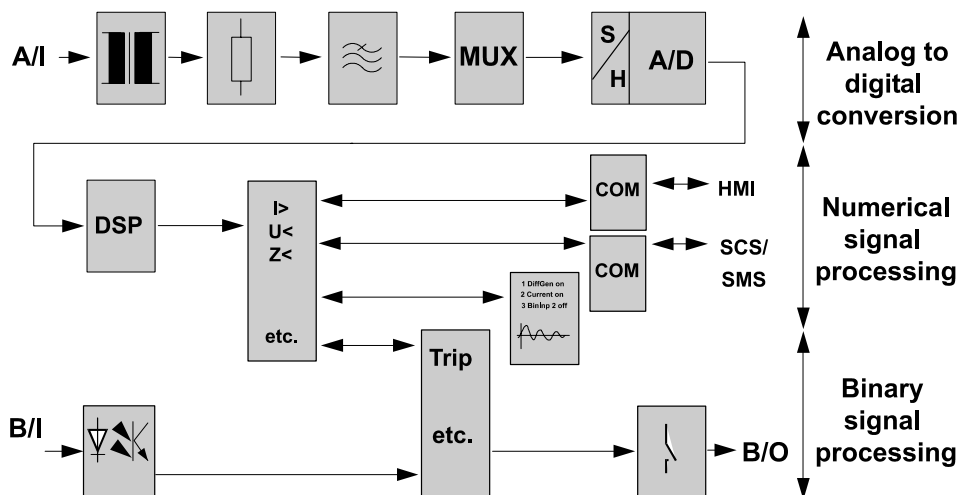 A/I
MUX
S
H
A/D
Analog to
digital
conversion
DSP
I>
U<
Z<
etc.
COM
HMI
COM
SCS/
SMS
1 DiffGen on
2 Current on
3 BinInp 2 off
Numerical
signal
processing
Trip
etc.
B/I
B/O
Binary
signal
processing